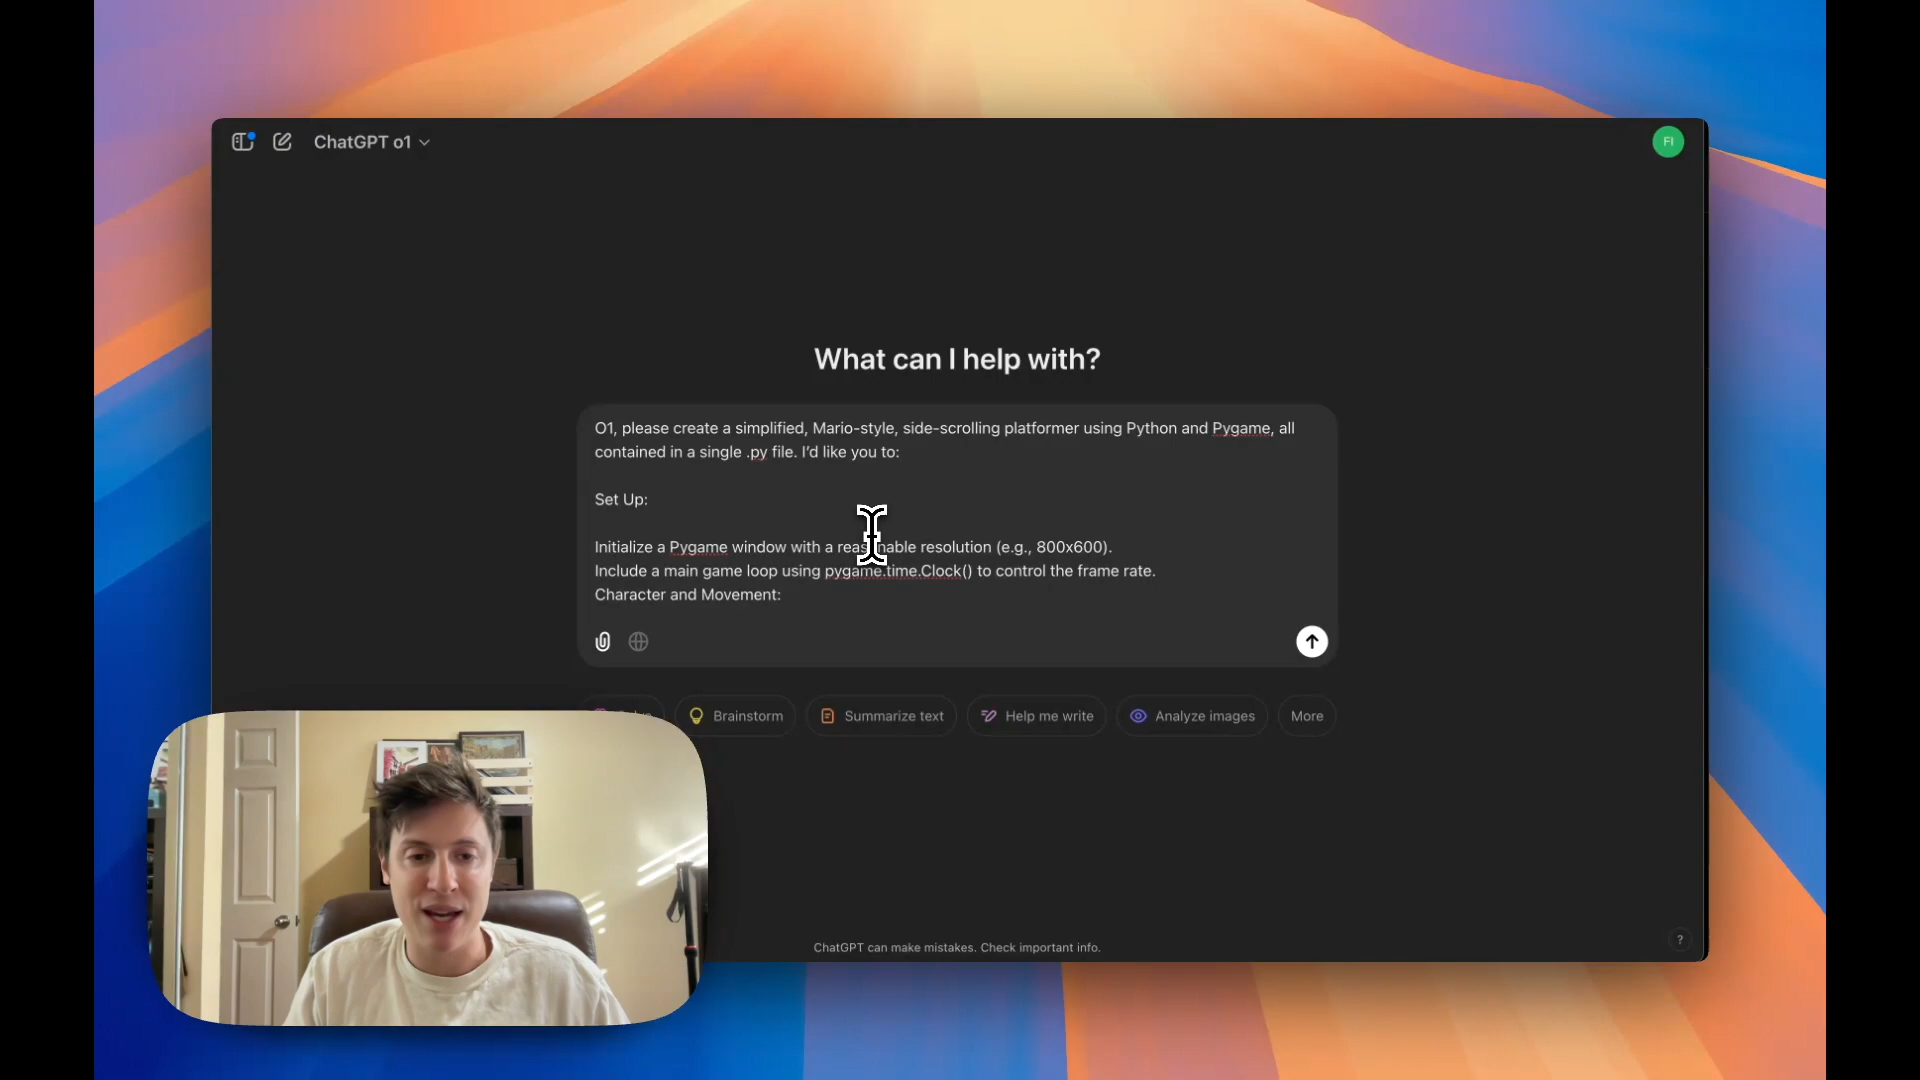 ChatGPT o1
FI
What can I help with?
O1, please create a simplified, Mario-style, side-scrolling platformer using Python and Pygame, all
contained in a single .py file. I’d like you to:
Set Up:
Initialize a Pygame window with a reasonable resolution (e.g., 800x600).
Include a main game loop using pygame.time.Clock() to control the frame rate.
Character and Movement:
Brainstorm
Summarize text
Help me write
Analyze images
More
ChatGPT can make mistakes. Check important info.
?